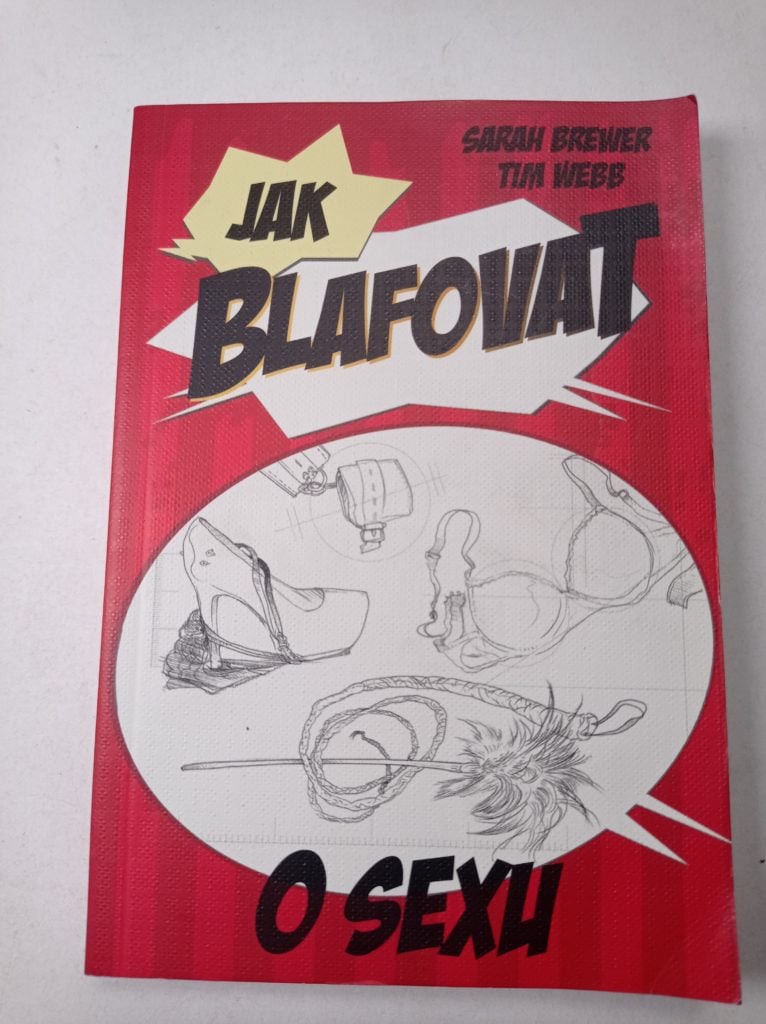 SARAH BREWER
TIM WEBB
JAK
BLAFOVAT
O SEXU